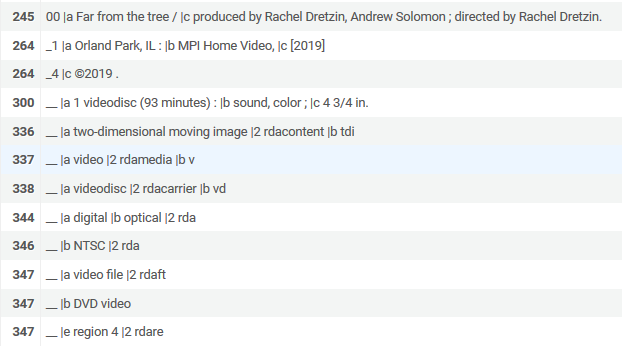 245 00 |a Far from the tree / |c produced by Rachel Dretzin, Andrew Solomon ; directed by Rachel Dretzin.
264 _1 |a Orland Park, IL : |b MPI Home Video, |c [2019]
264 _4 |c ©2019 .
300 __ |a 1 videodisc (93 minutes) : |b sound, color ; |c 4 3/4 in.
336 __ |a two-dimensional moving image |2 rdacontent |b tdi
337 __ |a video |2 rdamedia |b v
338 __ |a videodisc |2 rdacarrier |b vd
344 __ |a digital |b optical |2 rda
346 __ |b NTSC |2 rda
347 __ |a video file |2 rdaft
347 __ |b DVD video
347 __ |e region 4 |2 rdare